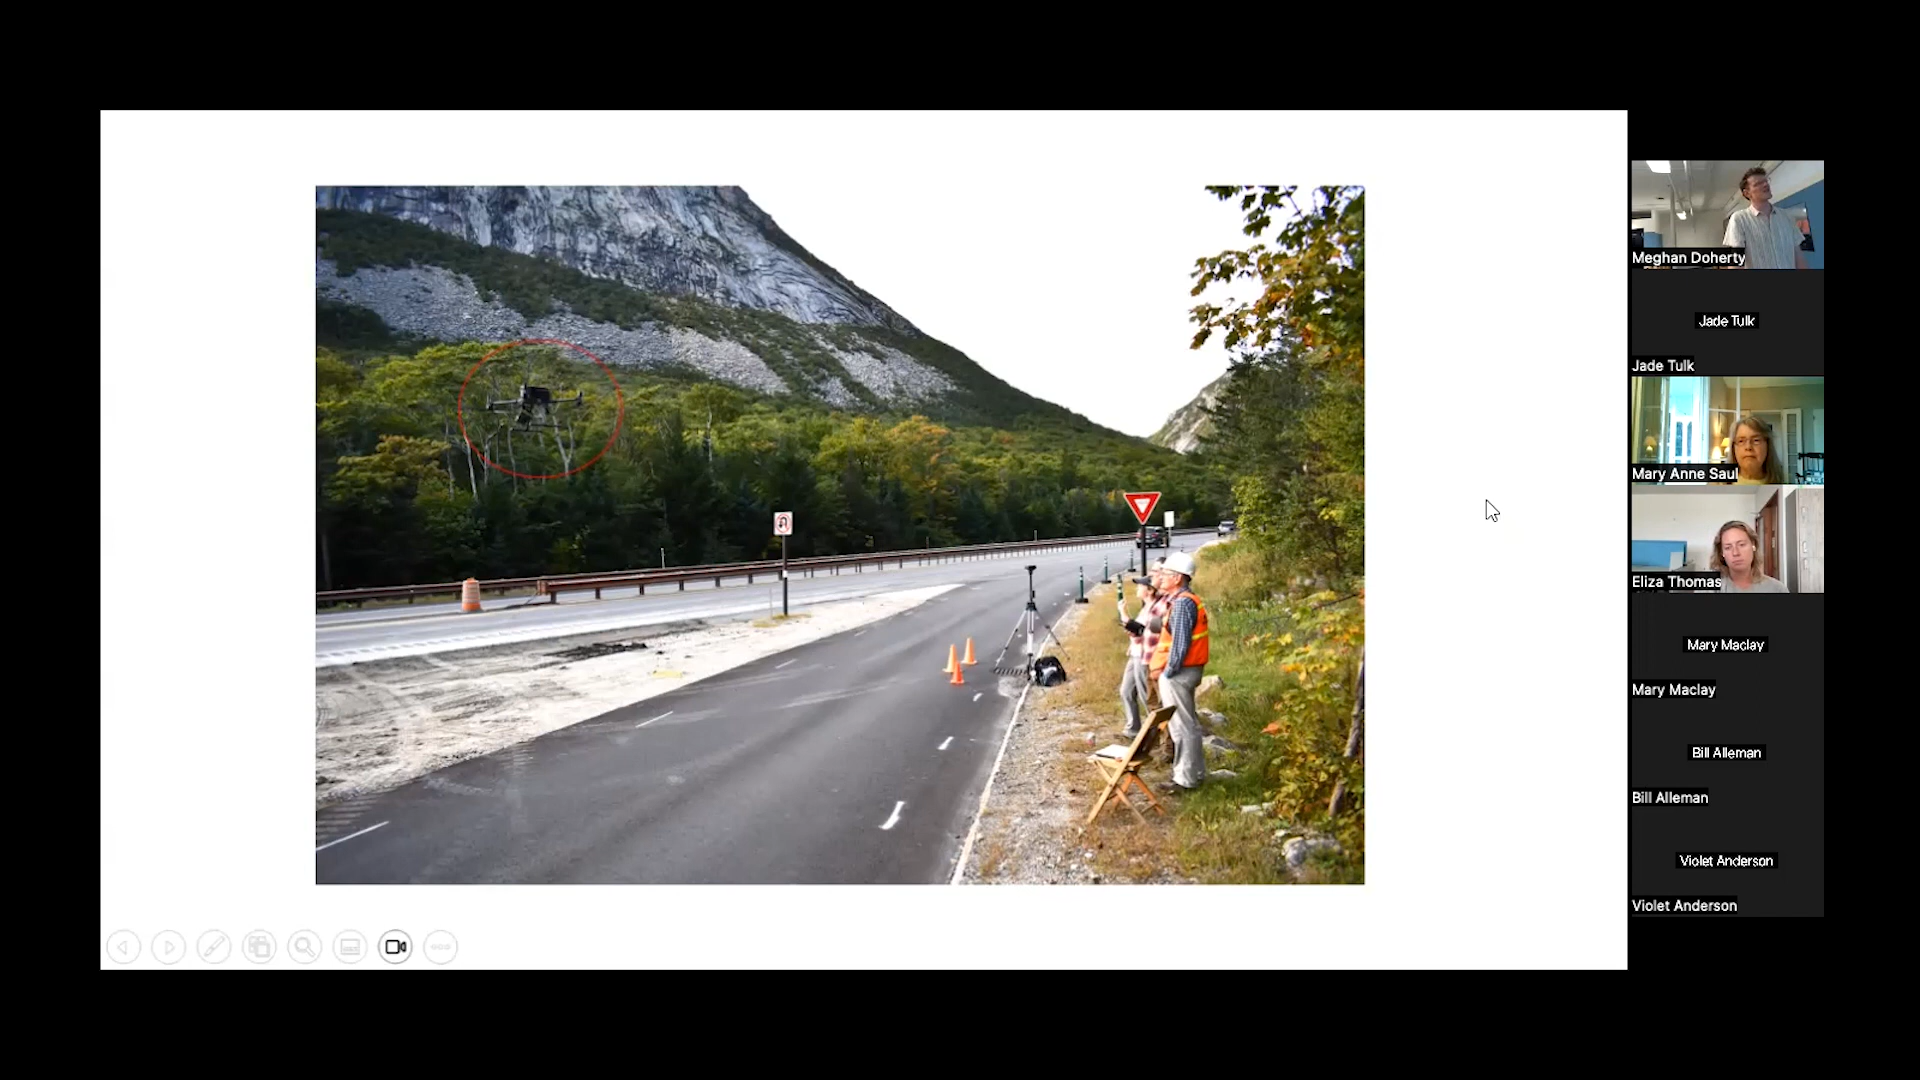 Meghan Doherty
Jade Tulk
Jade Tulk
Mary Anne Saul
Eliza Thomas
Mary Maclay
Mary Maclay
Bill Alleman
Bill Alleman
Violet Anderson
Violet Anderson